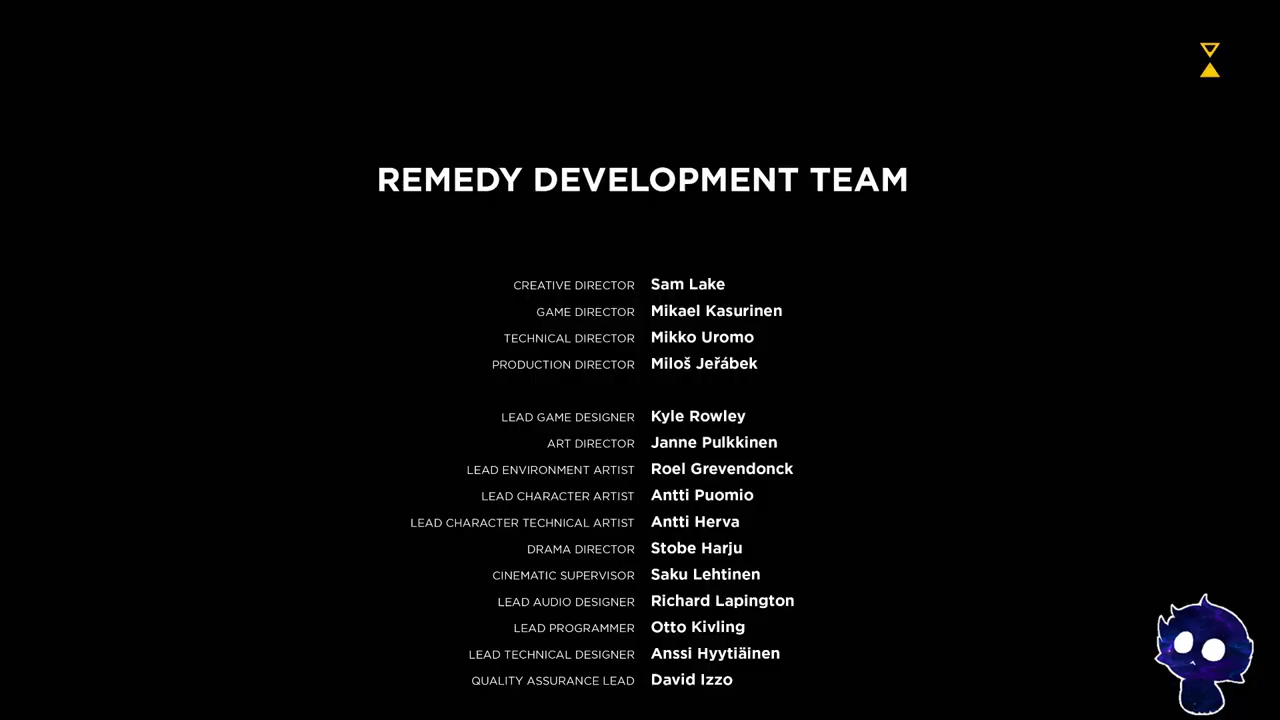 REMEDY DEVELOPMENT TEAM
CREATIVE DIRECTOR Sam Lake
GAME DIRECTOR Mikael Kasurinen
TECHNICAL DIRECTOR Mikko Uromo
PRODUCTION DIRECTOR Miloš Jeřábek
LEAD GAME DESIGNER Kyle Rowley
ART DIRECTOR Janne Pulkkinen
LEAD ENVIRONMENT ARTIST Roel Grevendonck
LEAD CHARACTER ARTIST Antti Puomio
LEAD CHARACTER TECHNICAL ARTIST Antti Herva
DRAMA DIRECTOR Stobe Harju
CINEMATIC SUPERVISOR Saku Lehtinen
LEAD AUDIO DESIGNER Richard Lapington
LEAD PROGRAMMER Otto Kivling
LEAD TECHNICAL DESIGNER Anssi Hyytiäinen
QUALITY ASSURANCE LEAD David Izzo